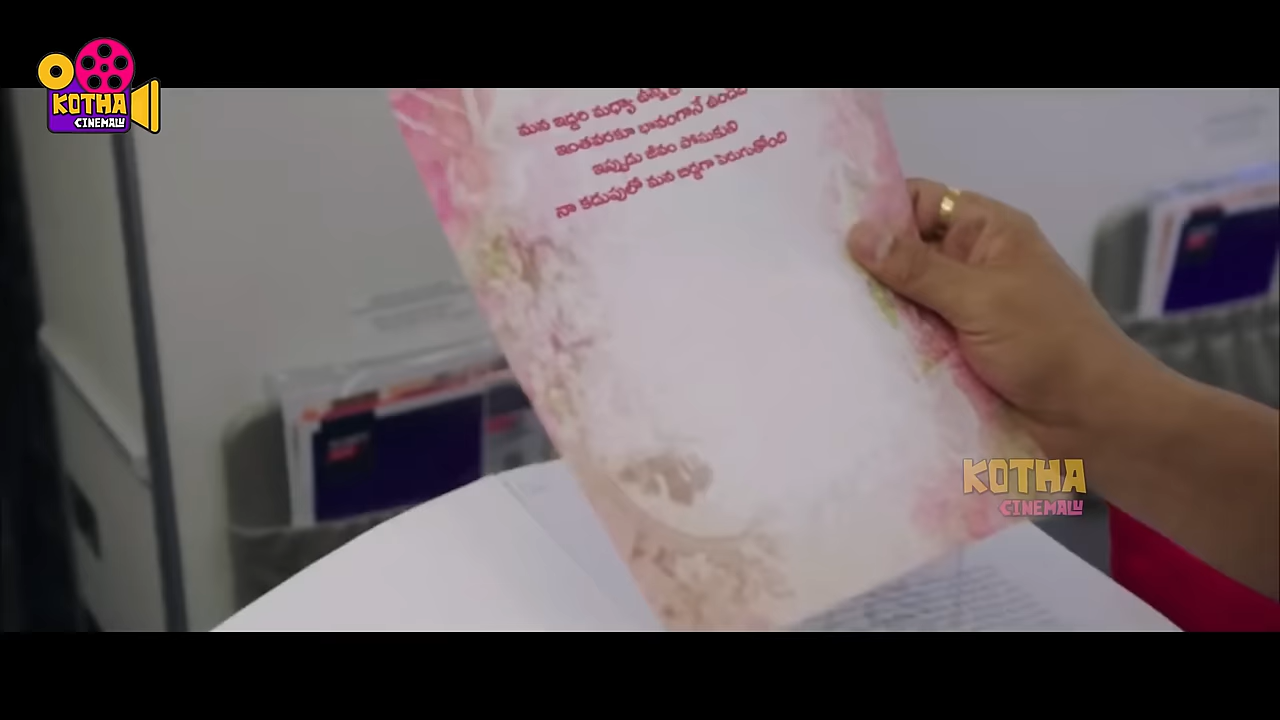 KOTHA
CINEMALU
మన ఇద్దరి మధ్యా
ఇంతవరకూ భావంగానే ఉండేది
ఇప్పుడు జీవం పోసుకుని
నా కడుపులో మన బిడ్డగా పెరుగుతోంది
KOTHA
CINEMALU